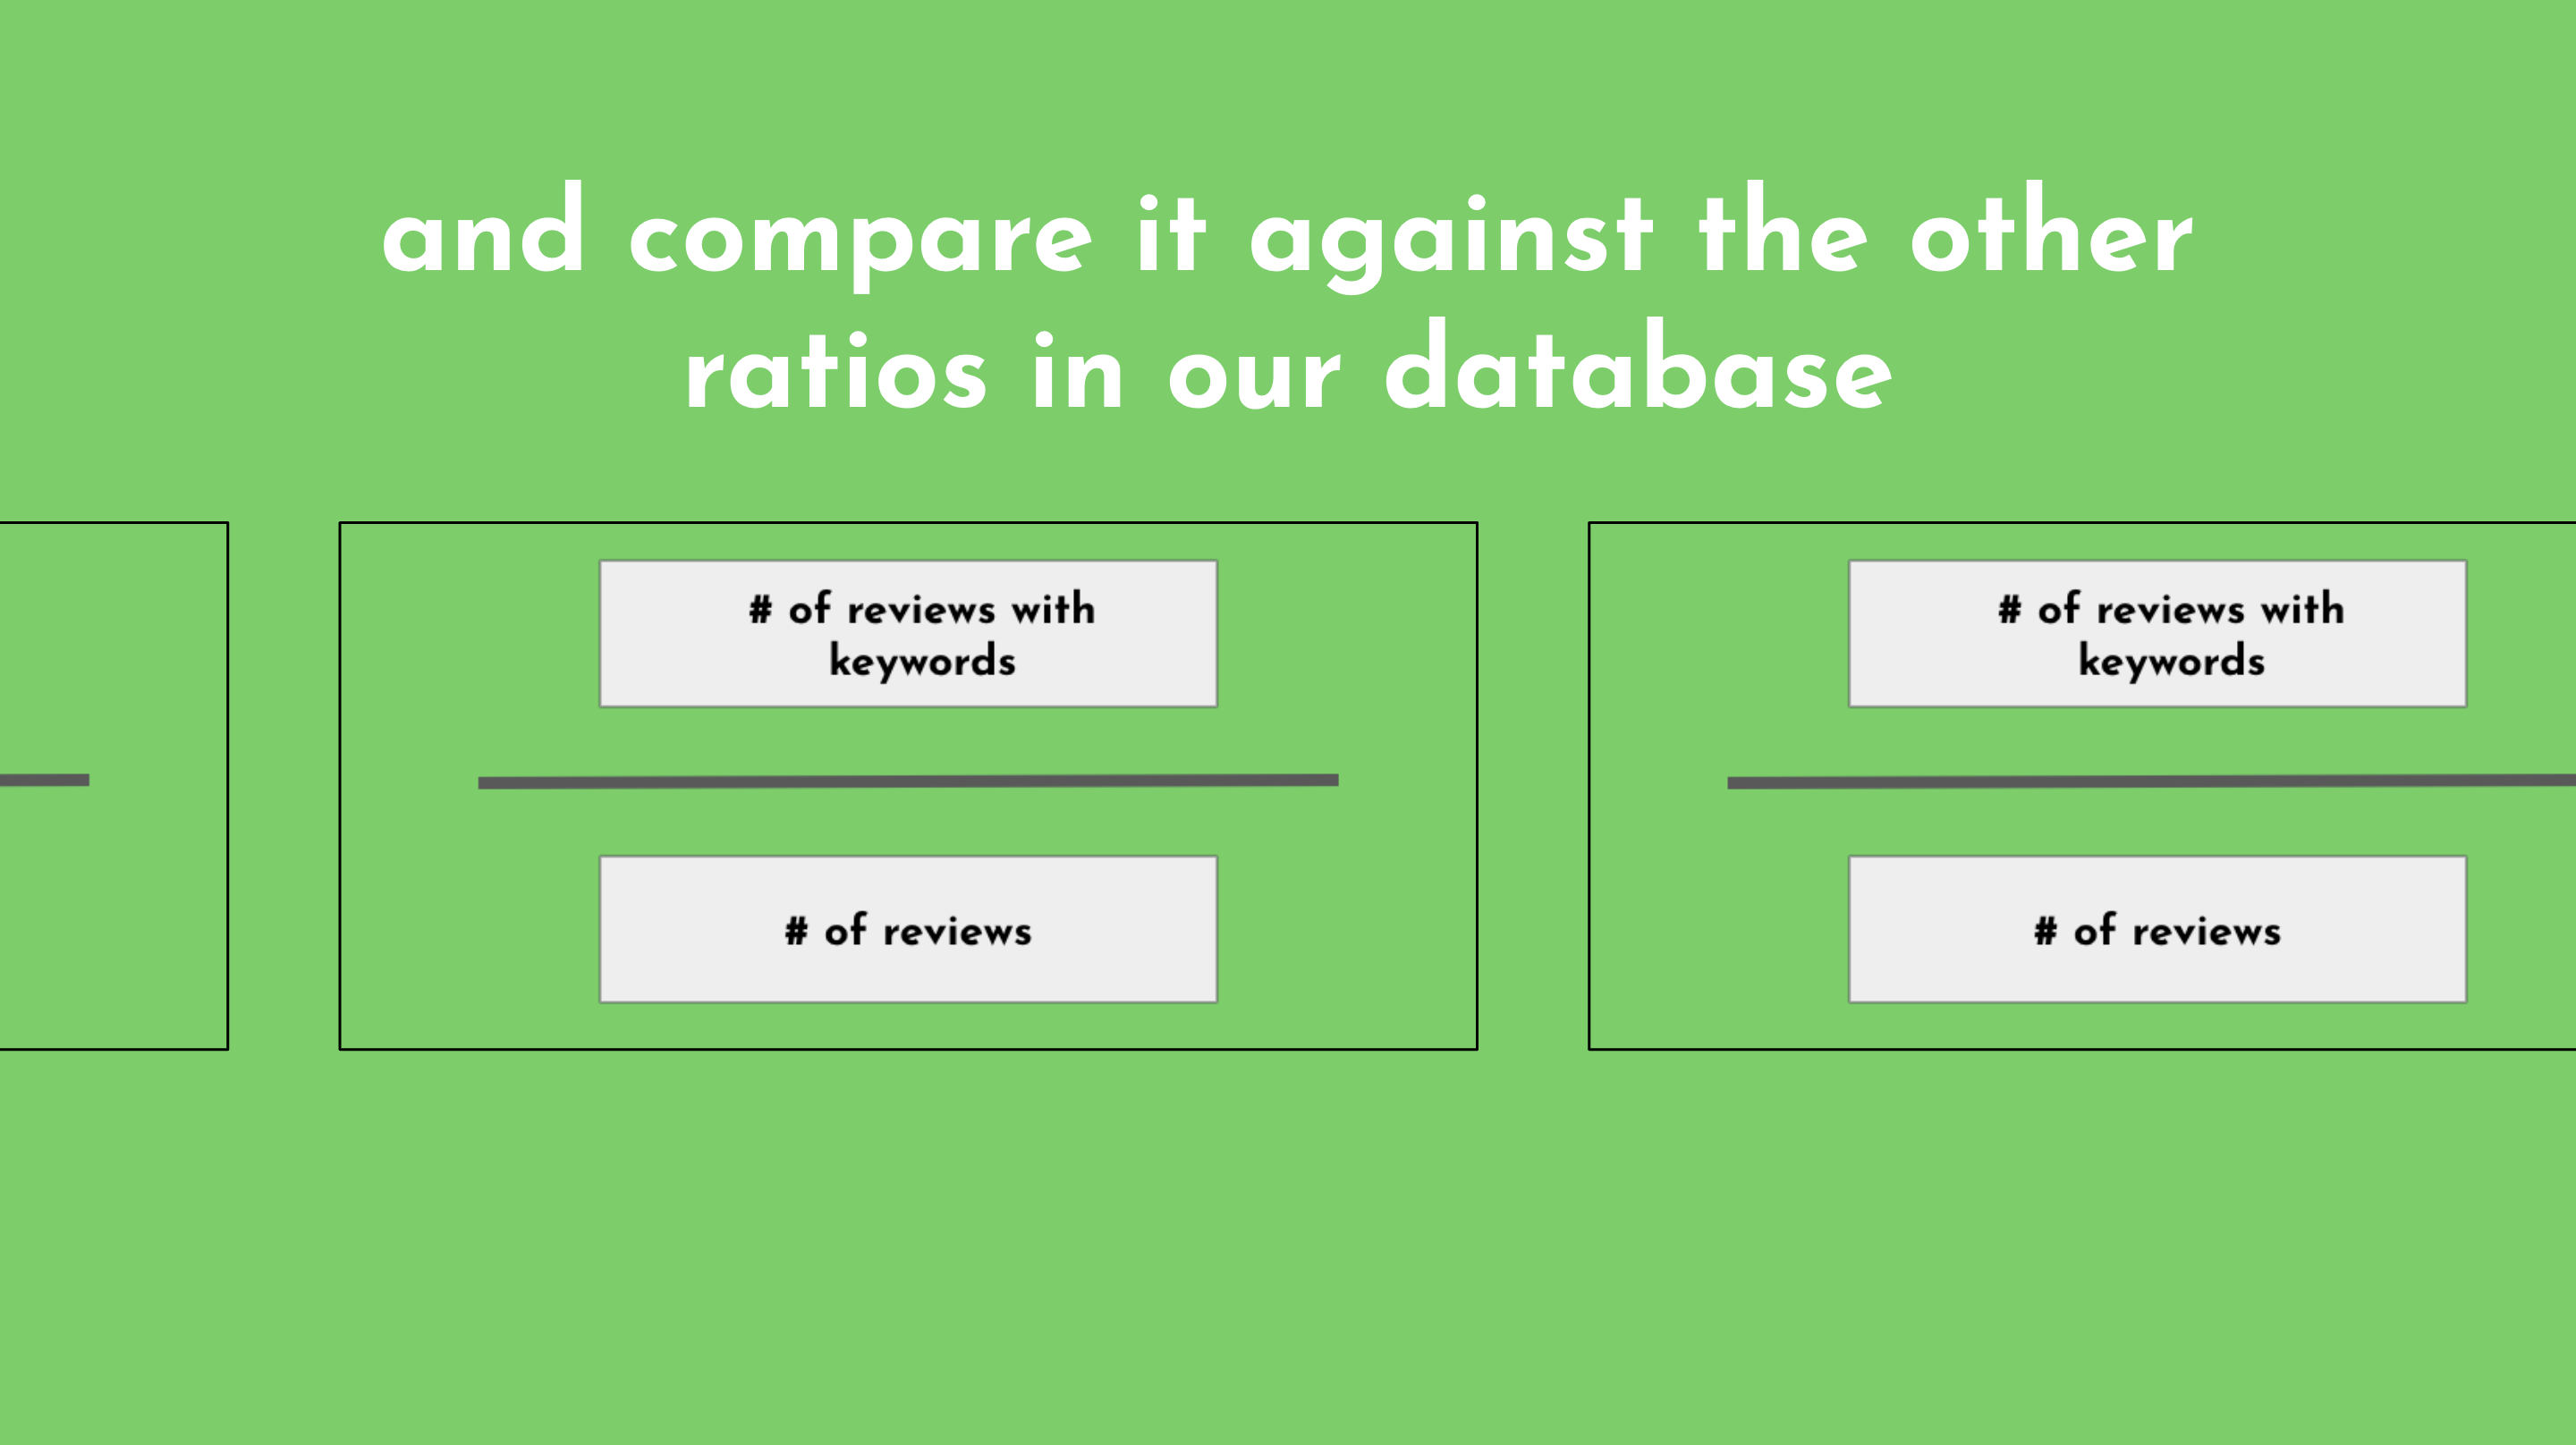 and compare it against the other
ratios in our database
# of reviews with
keywords
# of reviews
# of reviews with
keywords
# of reviews